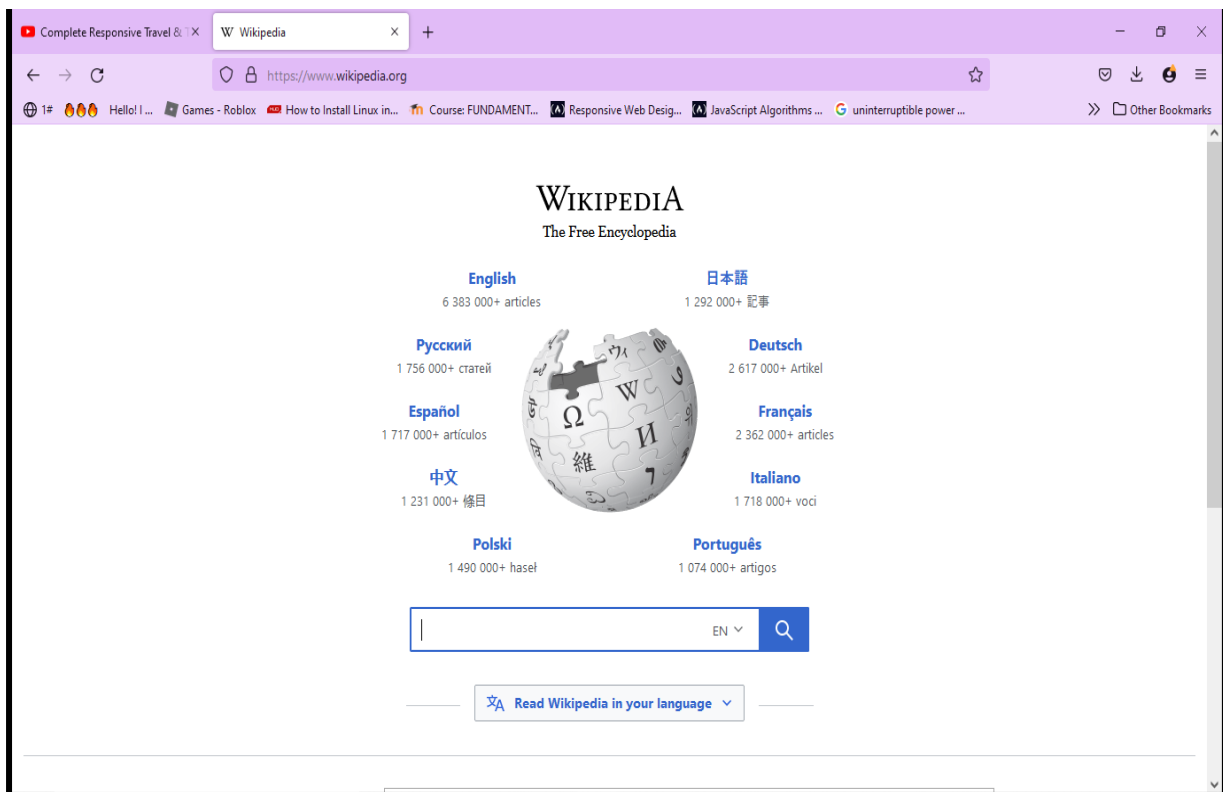 Complete Responsive Travel & T
Wikipedia
https://www.wikipedia.org
1# 🔥🔥🔥 Hello! I ... Games - Roblox How to Install Linux in... Course: FUNDAMENT... Responsive Web Desig... JavaScript Algorithms ... uninterruptible power ... Other Bookmarks
WIKIPEDIA
The Free Encyclopedia
English
6 383 000+ articles
日本語
1 292 000+ 記事
Русский
1 756 000+ статей
Deutsch
2 617 000+ Artikel
Español
1 717 000+ artículos
Français
2 362 000+ articles
中文
1 231 000+ 條目
Italiano
1 718 000+ voci
Polski
1 490 000+ haseł
Português
1 074 000+ artigos
Ω W И 維 7
EN
Read Wikipedia in your language